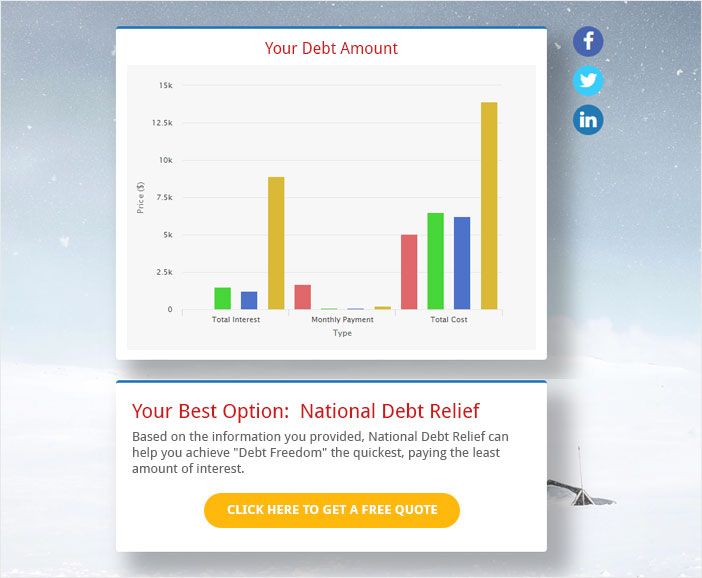 Your Debt Amount
15k
12.5k
10k
7.5k
5k
2.5k
0
Price ($)
Total Interest
Monthly Payment
Total Cost
Type
f
in
Your Best Option: National Debt Relief
Based on the information you provided, National Debt Relief can
help you achieve "Debt Freedom" the quickest, paying the least
amount of interest.
CLICK HERE TO GET A FREE QUOTE